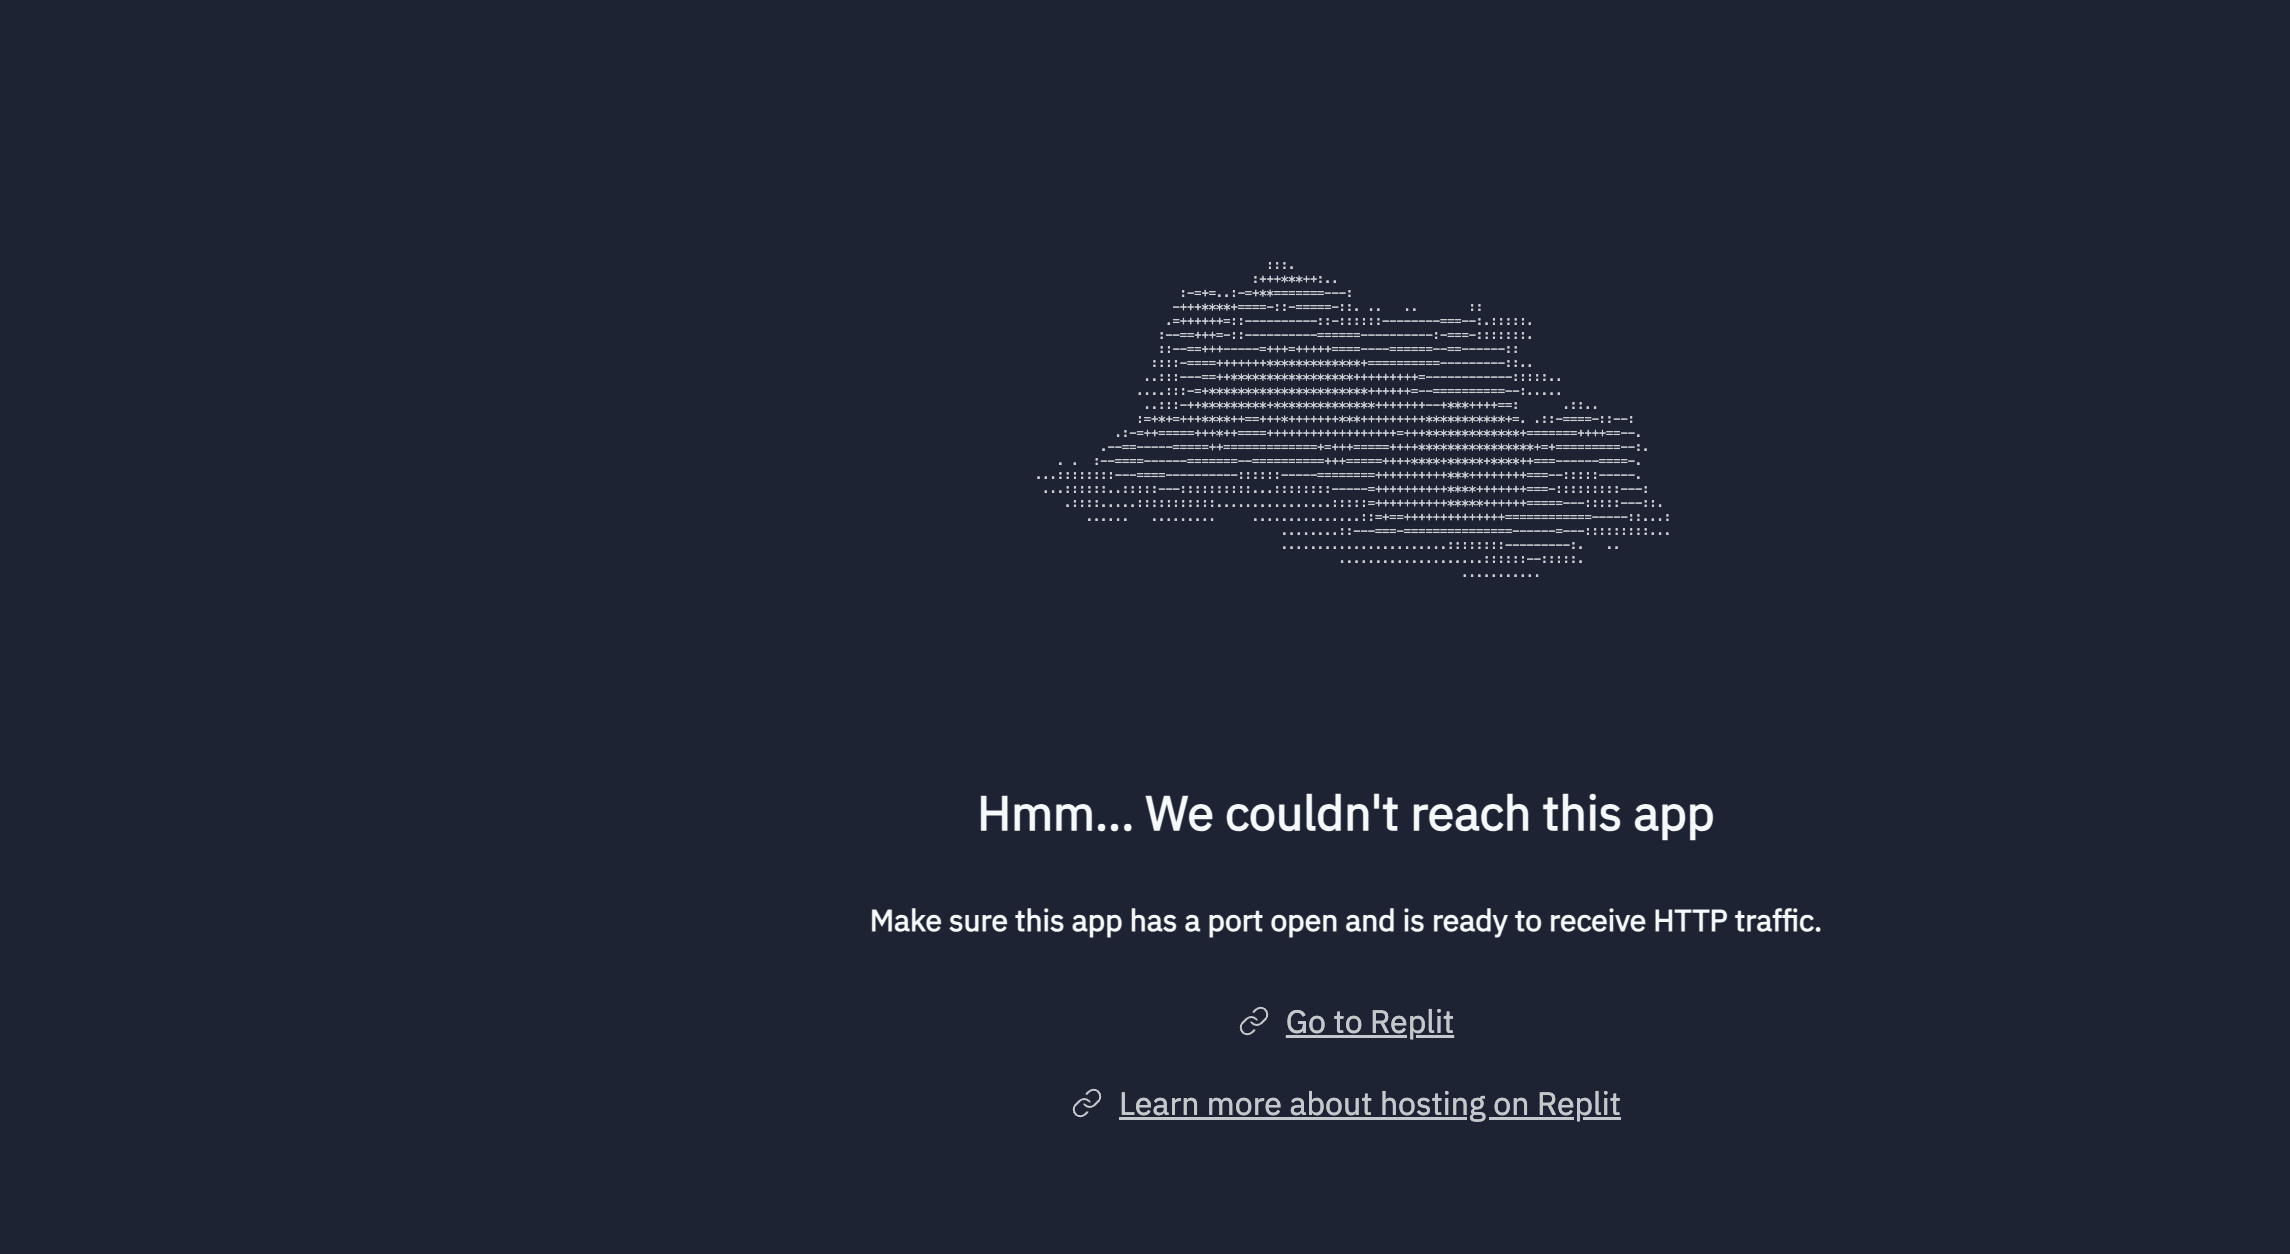 Hmm... We couldn't reach this app
Make sure this app has a port open and is ready to receive HTTP traffic.
Go to Replit
Learn more about hosting on Replit